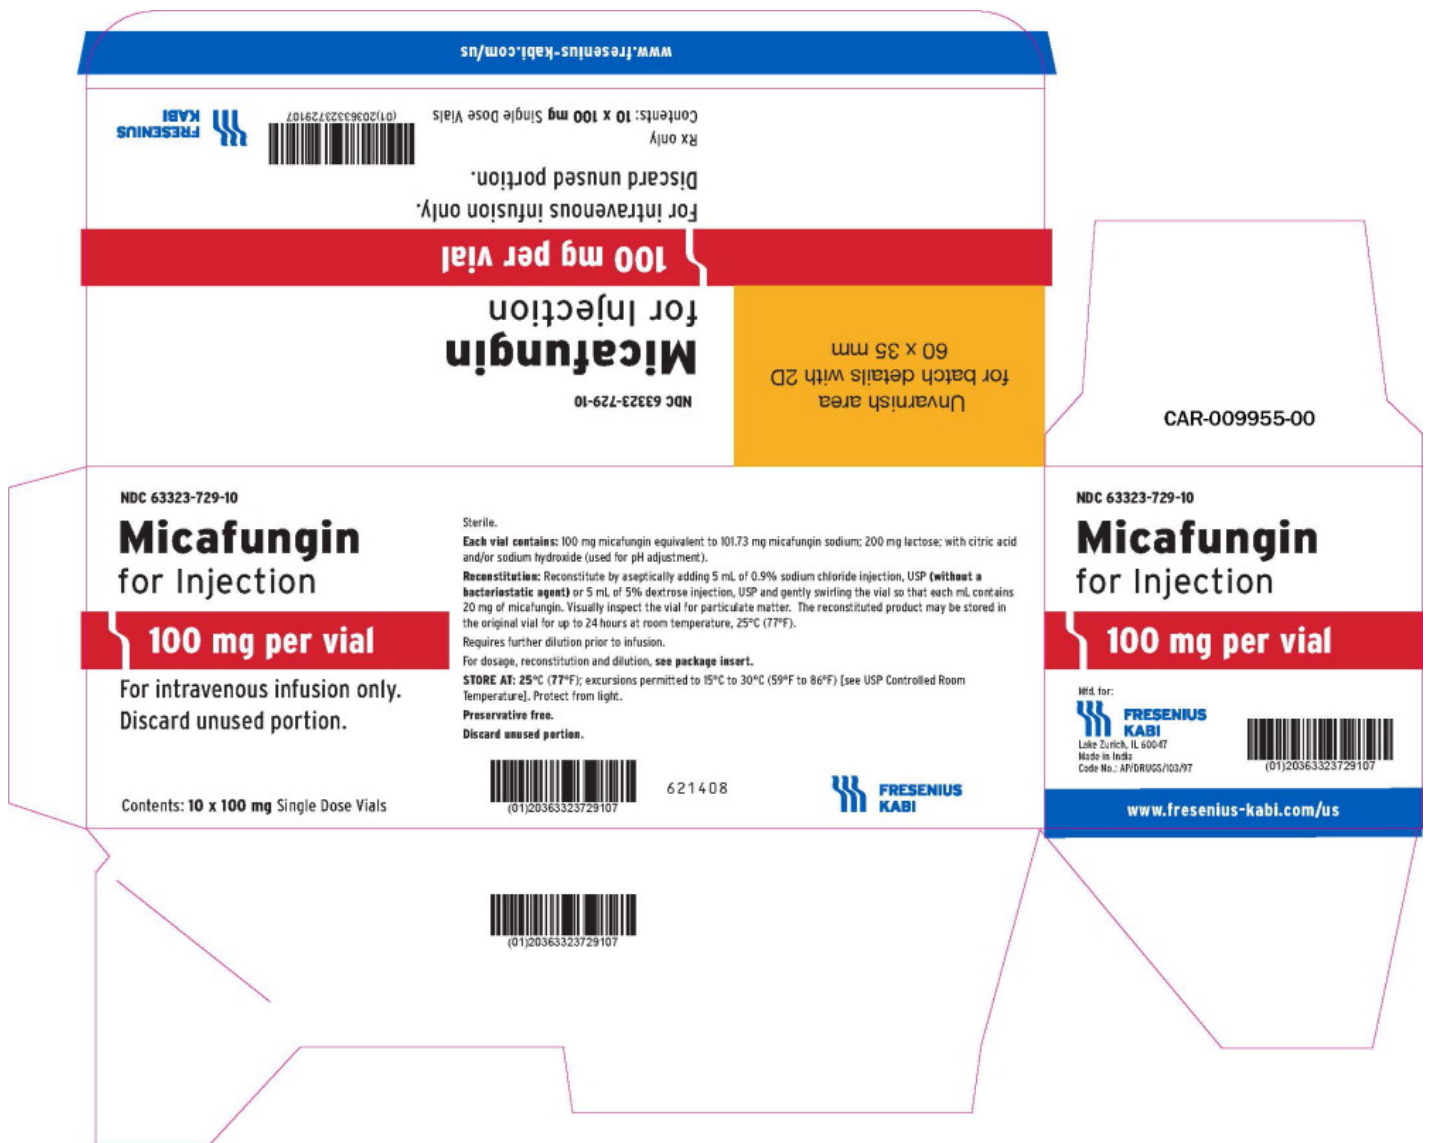 www.fresenius-kabi.com/us
NDC 63323-729-10
Micafungin
for Injection
100 mg per vial
For intravenous infusion only.
Discard unused portion.
Rx only
Contents: 10 x 100 mg Single Dose Vials
(01)20363323729107
FRESENIUS
KABI
Unvarnish area
for batch details with 2D
60 x 35 mm
CAR-009955-00
NDC 63323-729-10
Micafungin
for Injection
100 mg per vial
For intravenous infusion only.
Discard unused portion.
Contents: 10 x 100 mg Single Dose Vials
Sterile.
Each vial contains: 100 mg micafungin equivalent to 101.73 mg micafungin sodium; 200 mg lactose; with citric acid
and/or sodium hydroxide (used for pH adjustment).
Reconstitution: Reconstitute by aseptically adding 5 mL of 0.9% sodium chloride injection, USP (without a
bacteriostatic agent) or 5 mL of 5% dextrose injection, USP and gently swirling the vial so that each mL contains
20 mg of micafungin. Visually inspect the vial for particulate matter. The reconstituted product may be stored in
the original vial for up to 24 hours at room temperature, 25°C (77°F).
Requires further dilution prior to infusion.
For dosage, reconstitution and dilution, see package insert.
STORE AT: 25°C (77°F); excursions permitted to 15°C to 30°C (59°F to 86°F) [see USP Controlled Room
Temperature]. Protect from light.
Preservative free.
Discard unused portion.
(01)20363323729107
621408
FRESENIUS
KABI
NDC 63323-729-10
Micafungin
for Injection
100 mg per vial
Mfd. for:
FRESENIUS
KABI
Lake Zurich, IL 60047
Made in India
Code No.: AP/DRUGS/103/97
(01)20363323729107
www.fresenius-kabi.com/us
(01)20363323729107